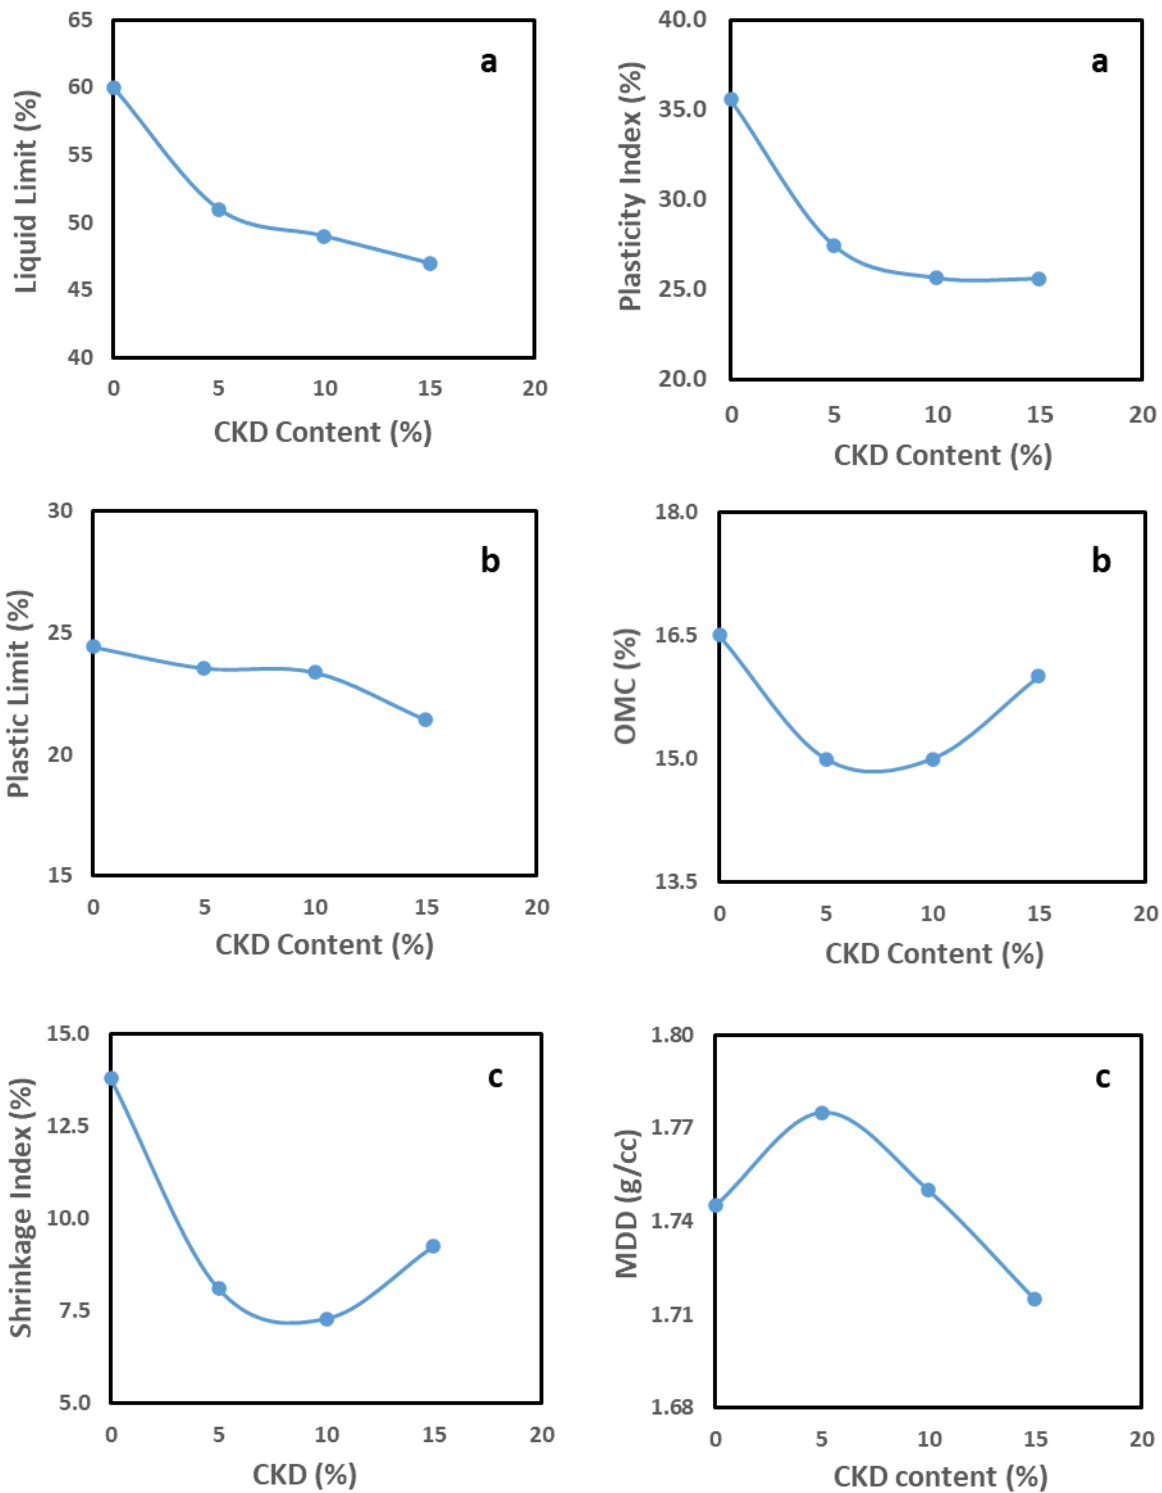 65
60
55
50
45
40
Liquid Limit (%)
a
0 5 10 15 20
CKD Content (%)
40.0
35.0
30.0
25.0
20.0
Plasticity Index (%)
a
0 5 10 15 20
CKD Content (%)
30
25
20
15
Plastic Limit (%)
b
0 5 10 15 20
CKD Content (%)
18.0
16.5
15.0
13.5
OMC (%)
b
0 5 10 15 20
CKD Content (%)
15.0
12.5
10.0
7.5
5.0
Shrinkage Index (%)
c
0 5 10 15 20
CKD (%)
1.80
1.77
1.74
1.71
1.68
MDD (g/cc)
c
0 5 10 15 20
CKD content (%)